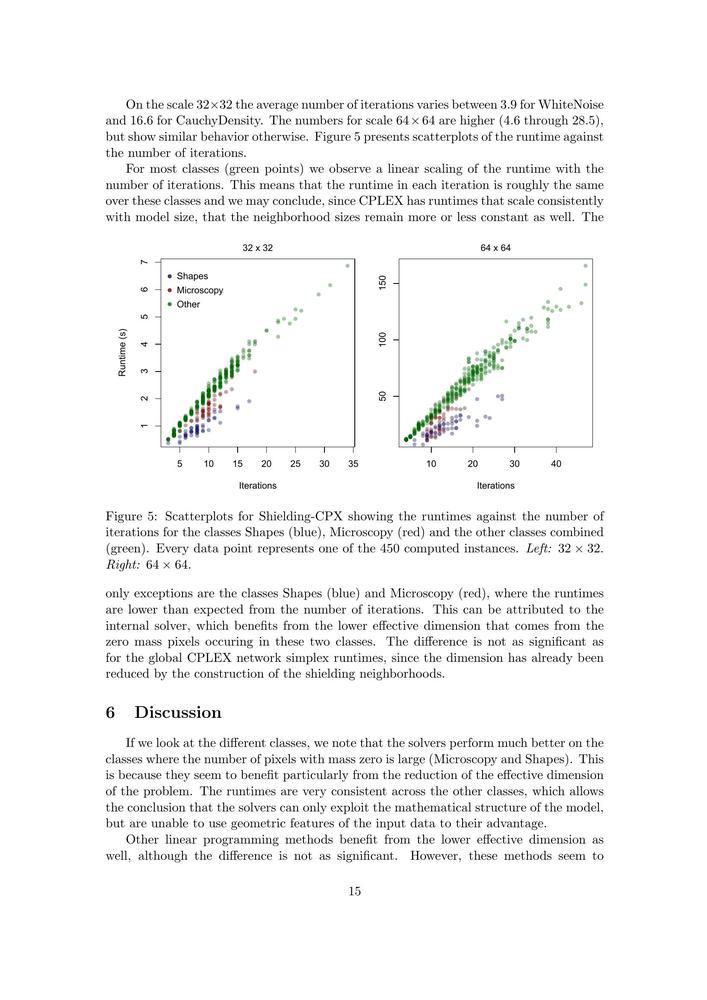 On the scale 32×32 the average number of iterations varies between 3.9 for WhiteNoise
and 16.6 for CauchyDensity. The numbers for scale 64×64 are higher (4.6 through 28.5),
but show similar behavior otherwise. Figure 5 presents scatterplots of the runtime against
the number of iterations.
For most classes (green points) we observe a linear scaling of the runtime with the
number of iterations. This means that the runtime in each iteration is roughly the same
over these classes and we may conclude, since CPLEX has runtimes that scale consistently
with model size, that the neighborhood sizes remain more or less constant as well. The
32 x 32
Runtime (s)
7
6
5
4
3
2
1
Shapes
Microscopy
Other
5 10 15 20 25 30 35
Iterations
64 x 64
150
100
50
10 20 30 40
Iterations
Figure 5: Scatterplots for Shielding-CPX showing the runtimes against the number of
iterations for the classes Shapes (blue), Microscopy (red) and the other classes combined
(green). Every data point represents one of the 450 computed instances. Left: 32 × 32.
Right: 64 × 64.
only exceptions are the classes Shapes (blue) and Microscopy (red), where the runtimes
are lower than expected from the number of iterations. This can be attributed to the
internal solver, which benefits from the lower effective dimension that comes from the
zero mass pixels occuring in these two classes. The difference is not as significant as
for the global CPLEX network simplex runtimes, since the dimension has already been
reduced by the construction of the shielding neighborhoods.
6 Discussion
If we look at the different classes, we note that the solvers perform much better on the
classes where the number of pixels with mass zero is large (Microscopy and Shapes). This
is because they seem to benefit particularly from the reduction of the effective dimension
of the problem. The runtimes are very consistent across the other classes, which allows
the conclusion that the solvers can only exploit the mathematical structure of the model,
but are unable to use geometric features of the input data to their advantage.
Other linear programming methods benefit from the lower effective dimension as
well, although the difference is not as significant. However, these methods seem to
15